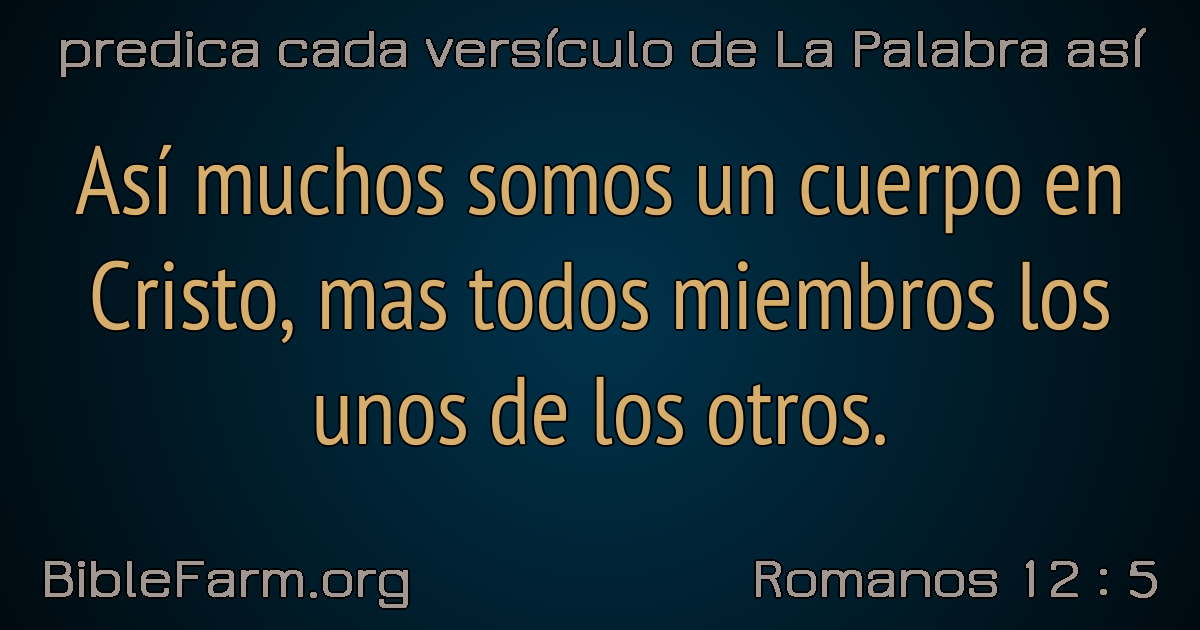 predica cada versículo de La Palabra así
Así muchos somos un cuerpo en
Cristo, mas todos miembros los
unos de los otros.
BibleFarm.org
Romanos 12 : 5